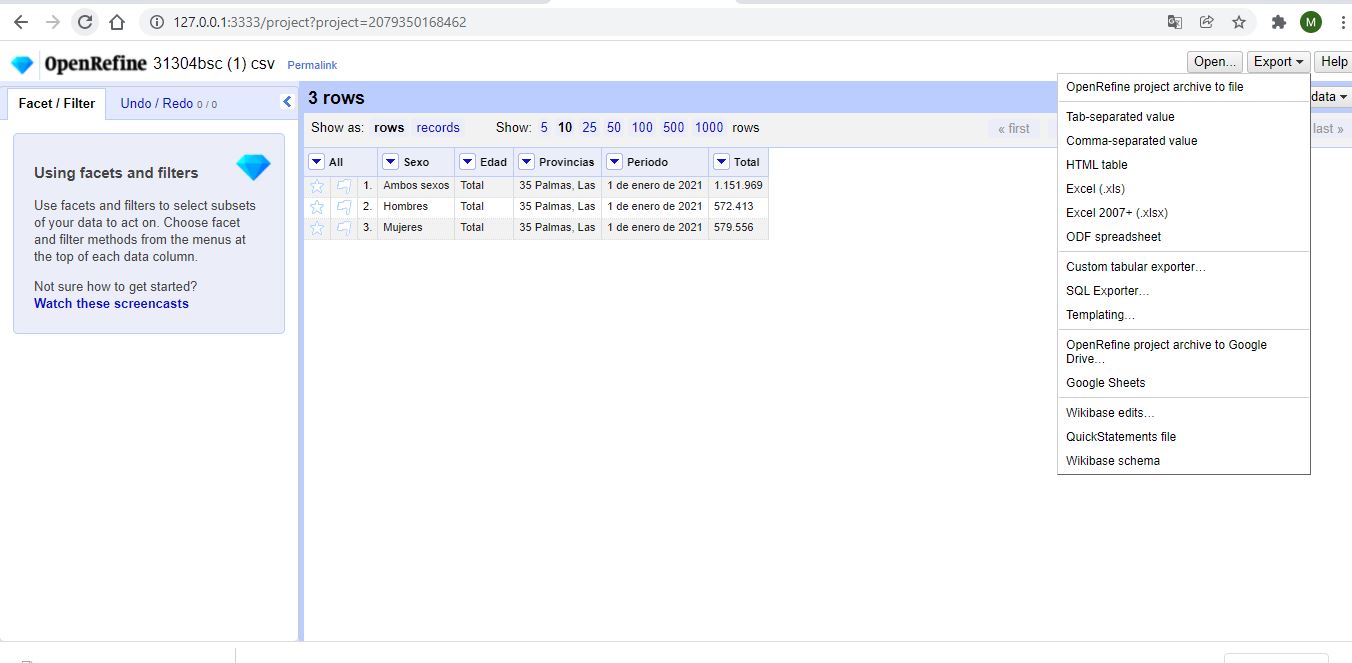 127.0.0.1:3333/project?project=2079350168462
M
OpenRefine 31304bsc (1) csv Permalink
Open... Export Help
Facet / Filter Undo / Redo 0 / 0
3 rows
data
Show as: rows records Show: 5 10 25 50 100 500 1000 rows
« first last »
All Sexo Edad Provincias Periodo Total
1. Ambos sexos Total 35 Palmas, Las 1 de enero de 2021 1.151.969
2. Hombres Total 35 Palmas, Las 1 de enero de 2021 572.413
3. Mujeres Total 35 Palmas, Las 1 de enero de 2021 579.556
Using facets and filters
Use facets and filters to select subsets
of your data to act on. Choose facet
and filter methods from the menus at
the top of each data column.
Not sure how to get started?
Watch these screencasts
OpenRefine project archive to file
Tab-separated value
Comma-separated value
HTML table
Excel (.xls)
Excel 2007+ (.xlsx)
ODF spreadsheet
Custom tabular exporter...
SQL Exporter...
Templating...
OpenRefine project archive to Google
Drive...
Google Sheets
Wikibase edits...
QuickStatements file
Wikibase schema